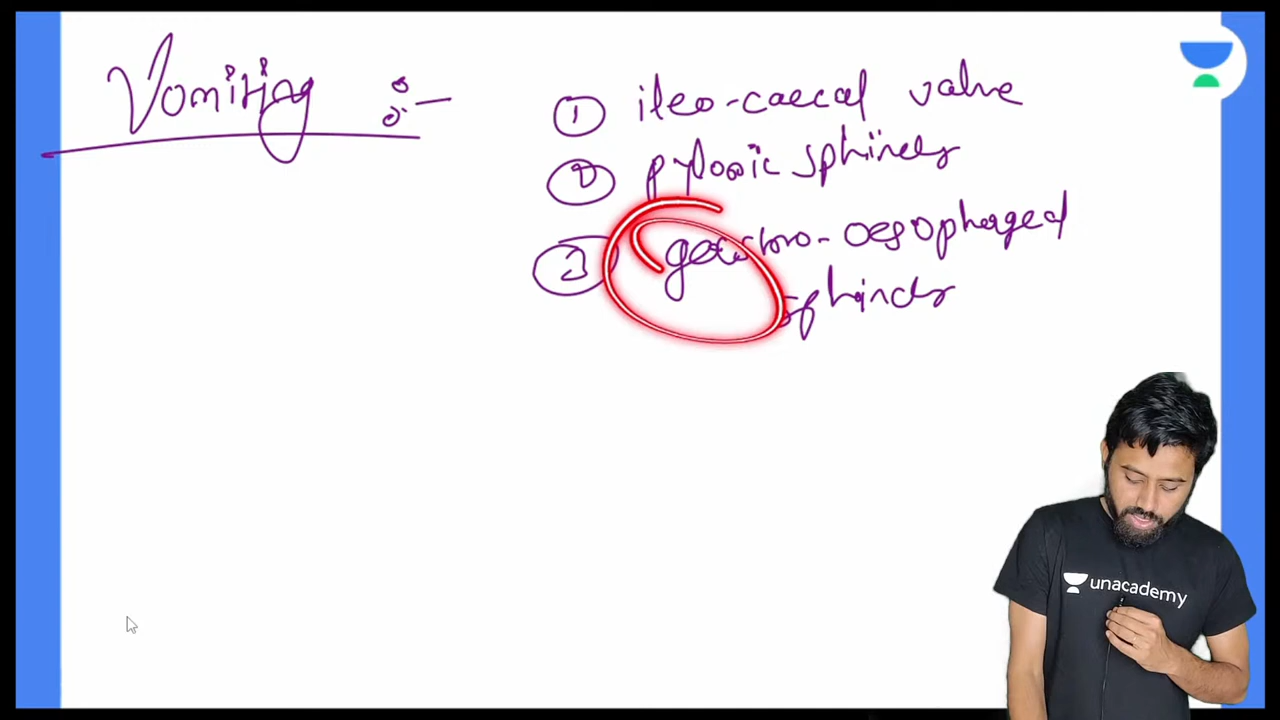 Vomiting :-
① ileo-caecal valve
② pyloric sphincter
③ gastro-oesophageal
sphincter
unacademy